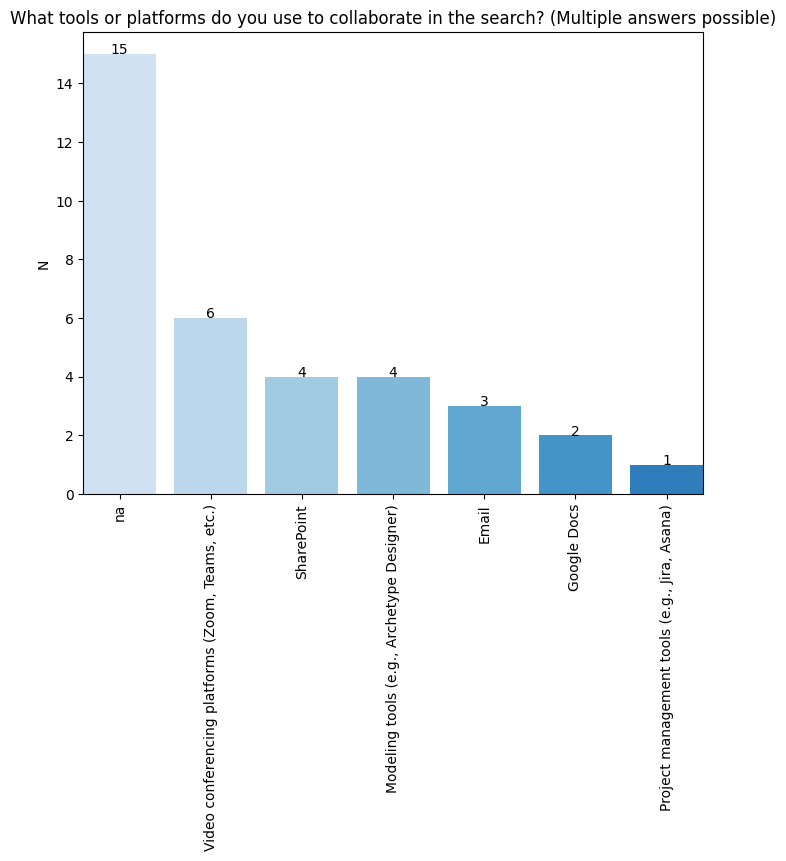 What tools or platforms do you use to collaborate in the search? (Multiple answers possible)
15
14
12
10
8
6
4
2
0
N
6
4
4
3
2
1
na
Video conferencing platforms (Zoom, Teams, etc.)
SharePoint
Modeling tools (e.g., Archetype Designer)
Email
Google Docs
Project management tools (e.g., Jira, Asana)